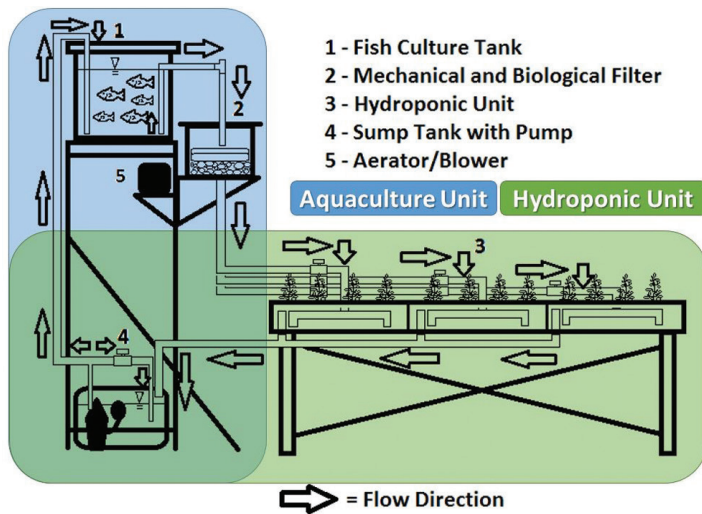 1
1 - Fish Culture Tank
2 - Mechanical and Biological Filter
3 - Hydroponic Unit
4 - Sump Tank with Pump
5 - Aerator/Blower
2
5
Aquaculture Unit
Hydroponic Unit
3
4
= Flow Direction